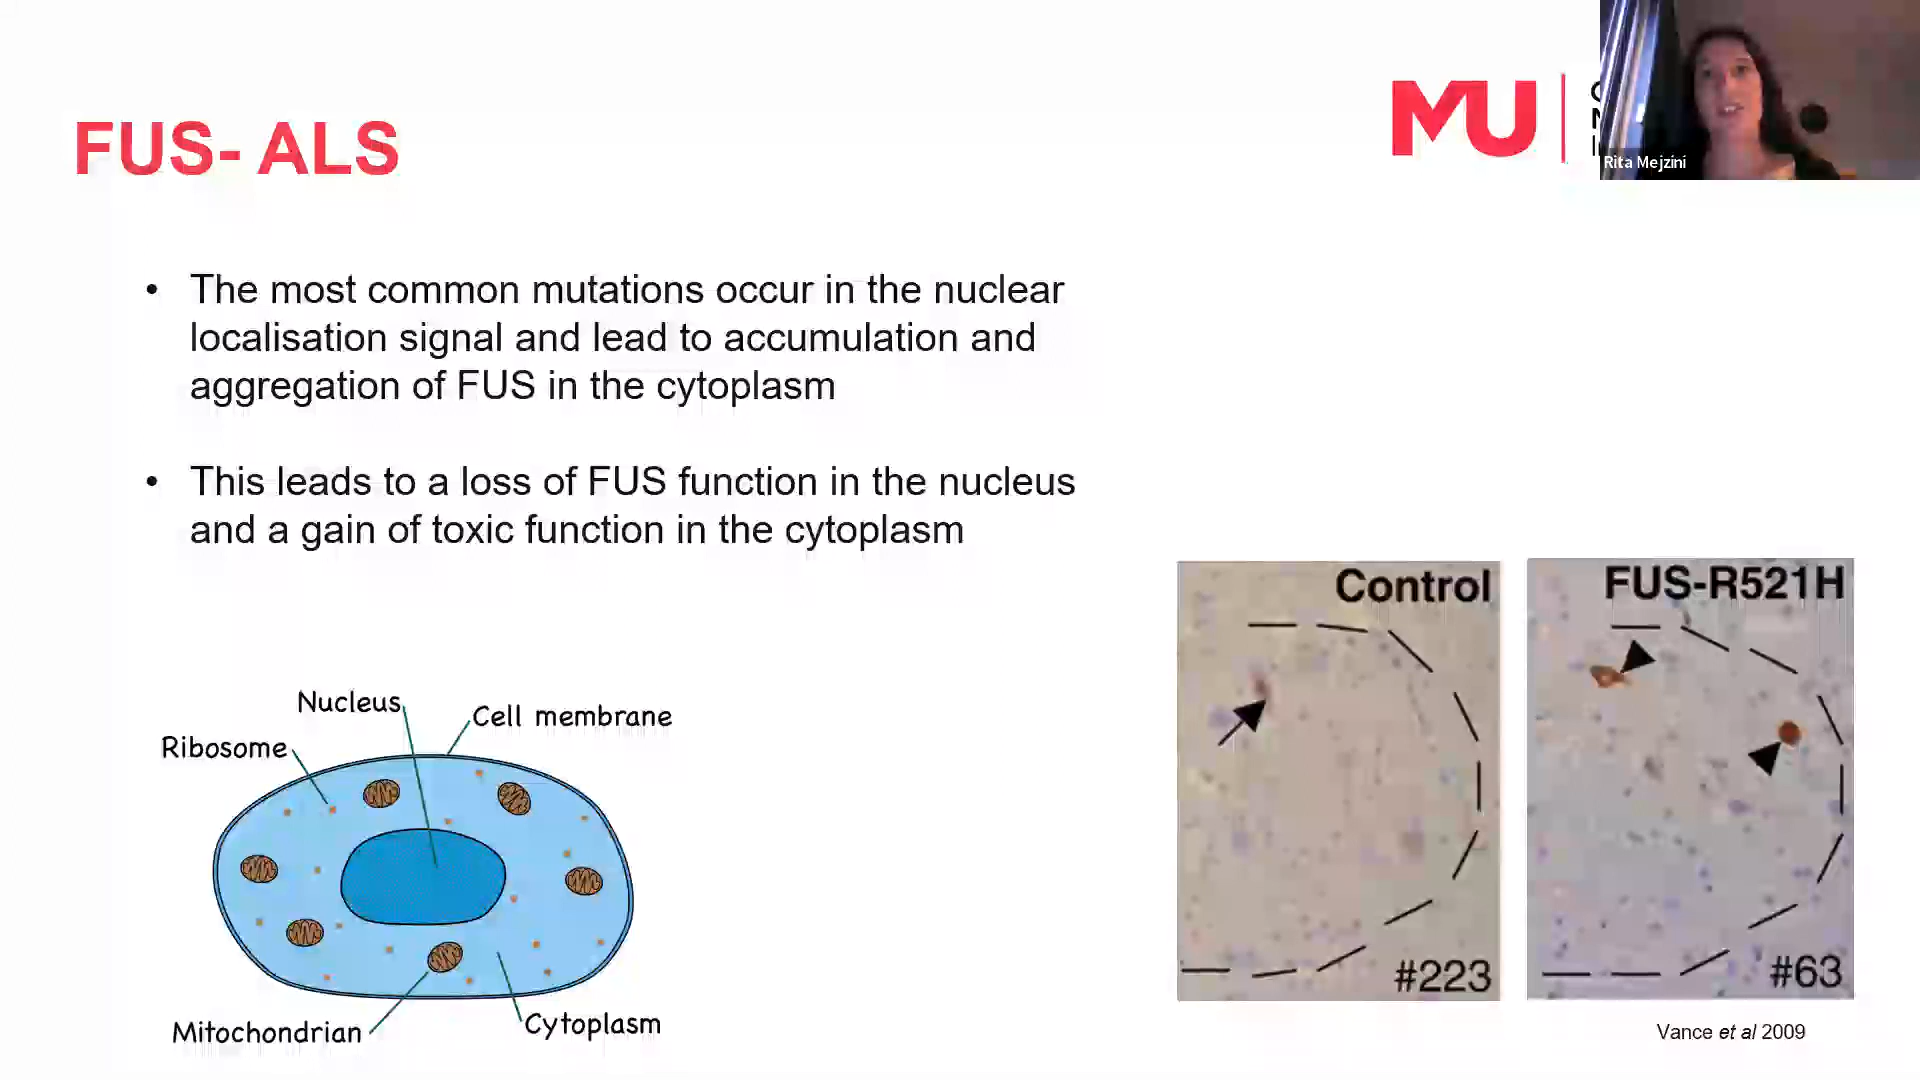 FUS- ALS
MU
Rita Mejzini
• The most common mutations occur in the nuclear
localisation signal and lead to accumulation and
aggregation of FUS in the cytoplasm
• This leads to a loss of FUS function in the nucleus
and a gain of toxic function in the cytoplasm
Control
FUS-R521H
Nucleus
Cell membrane
Ribosome
Mitochondrian
Cytoplasm
#223
#63
Vance et al 2009